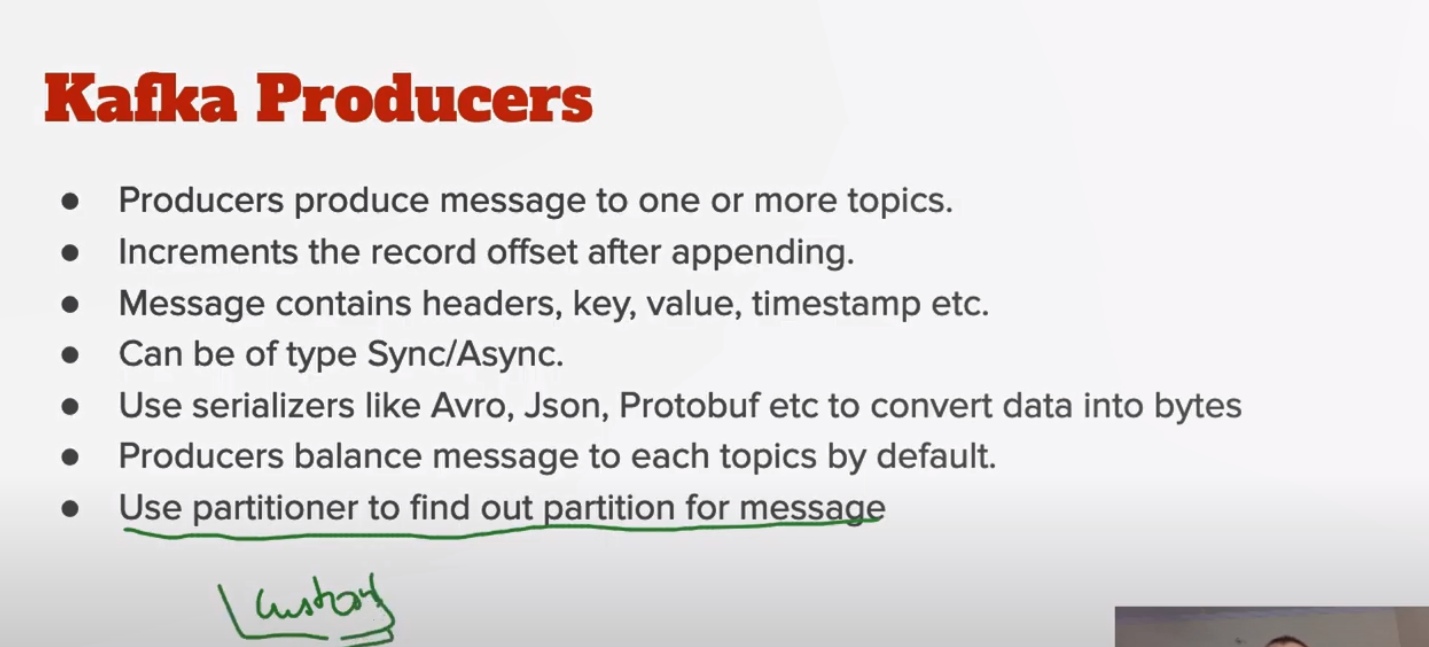 Kafka Producers
● Producers produce message to one or more topics.
● Increments the record offset after appending.
● Message contains headers, key, value, timestamp etc.
● Can be of type Sync/Async.
● Use serializers like Avro, Json, Protobuf etc to convert data into bytes
● Producers balance message to each topics by default.
● Use partitioner to find out partition for message